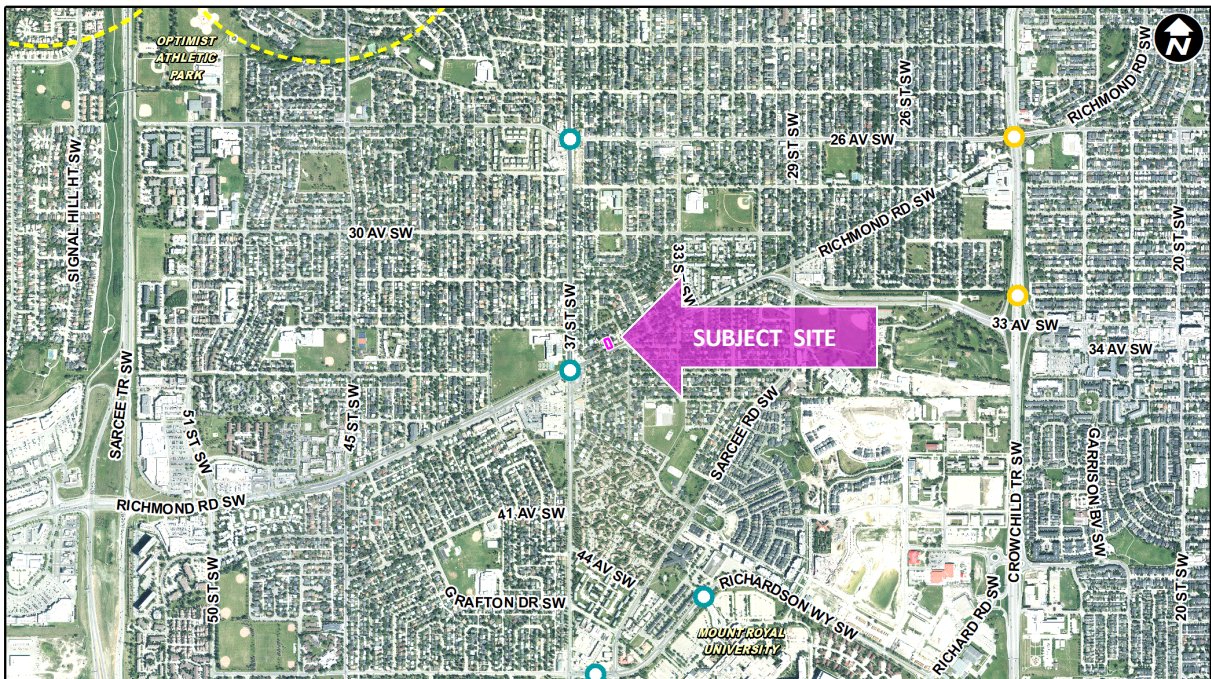 OPTIMIST
ATHLETIC
PARK
N
RICHMOND RD SW
26 ST SW
29 ST SW
26 AV SW
SIGNAL HILL HT SW
RICHMOND RD SW
20 ST SW
30 AV SW
33 ST SW
37 ST SW
33 AV SW
SUBJECT SITE
34 AV SW
SARCEE TR SW
45 ST SW
51 ST SW
SARCEE RD SW
CROWCHILD TR SW
GARRISON BV SW
RICHMOND RD SW
41 AV SW
44 AV SW
50 ST SW
GRAFTON DR SW
RICHARDSON WY SW
RICHARD RD SW
20 ST SW
MOUNT ROYAL
UNIVERSITY